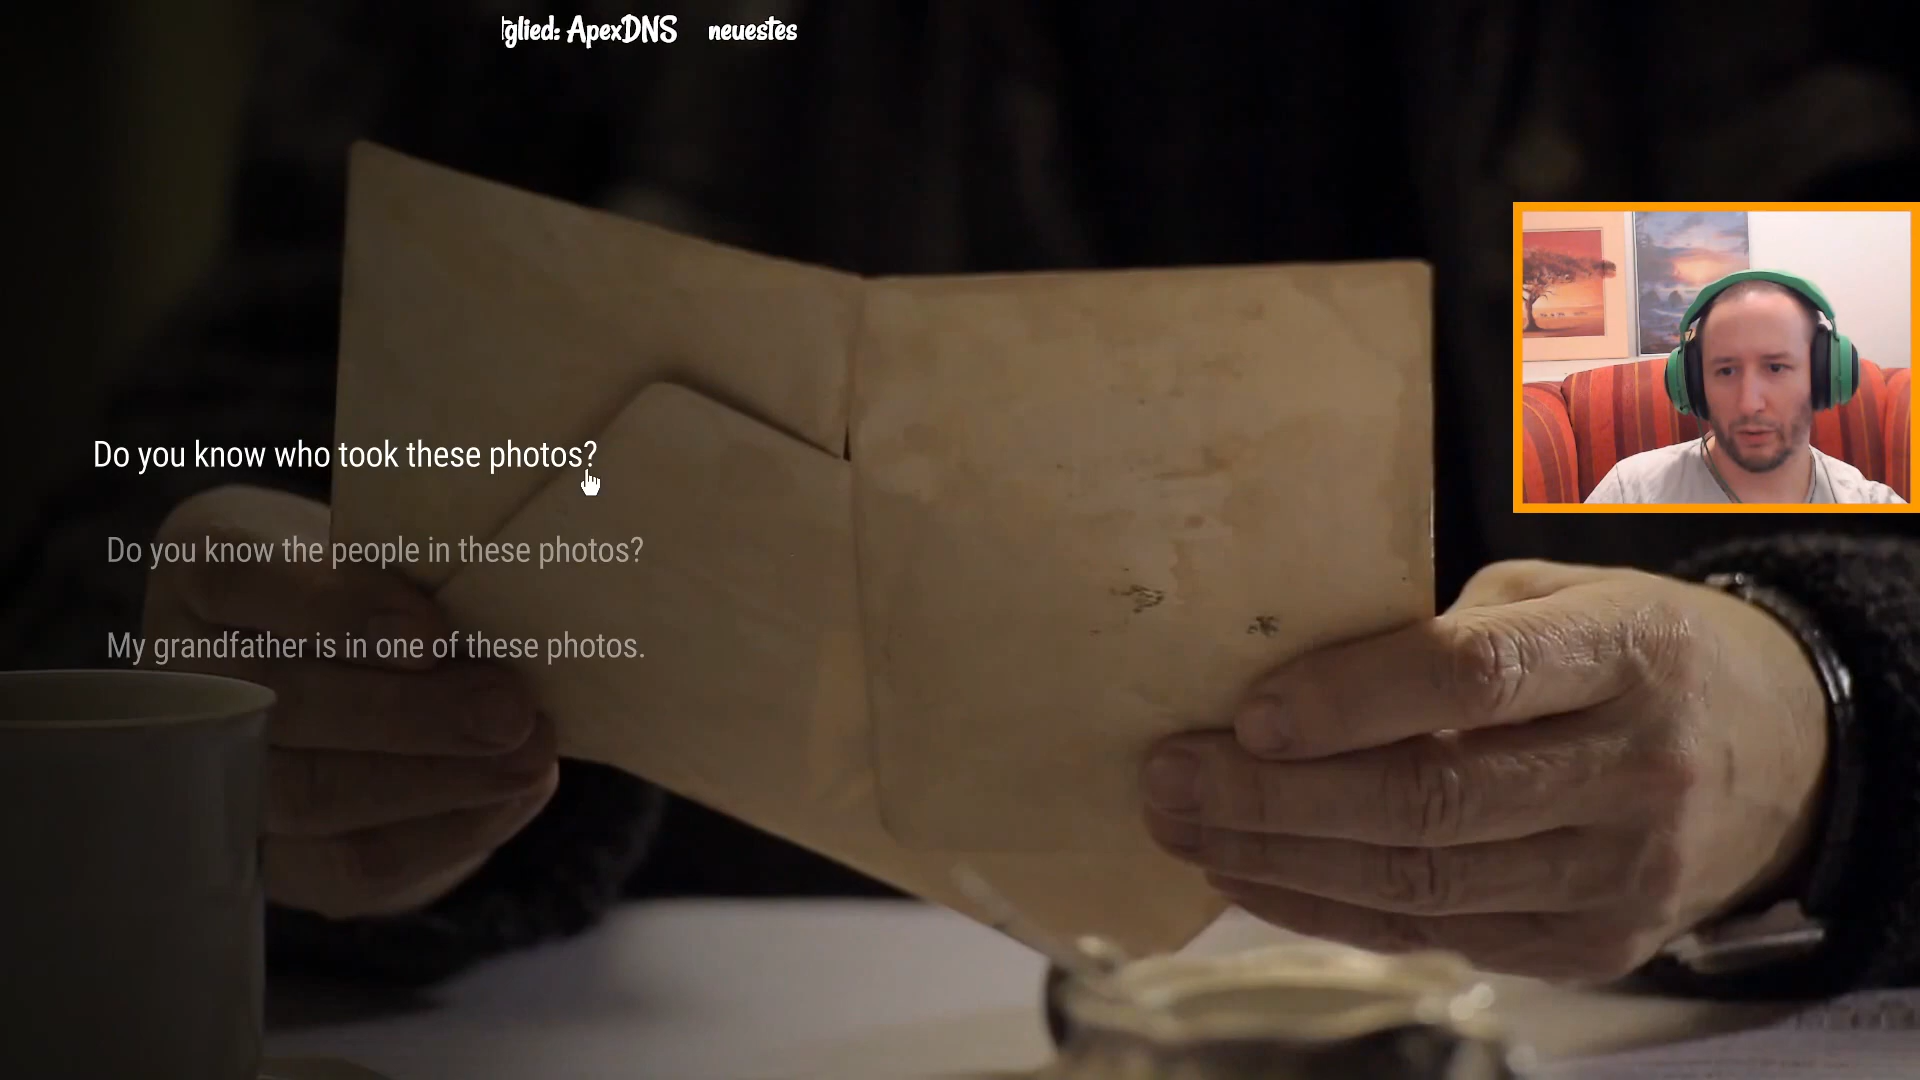 glied: ApexDNS neuestes
Do you know who took these photos?
Do you know the people in these photos?
My grandfather is in one of these photos.